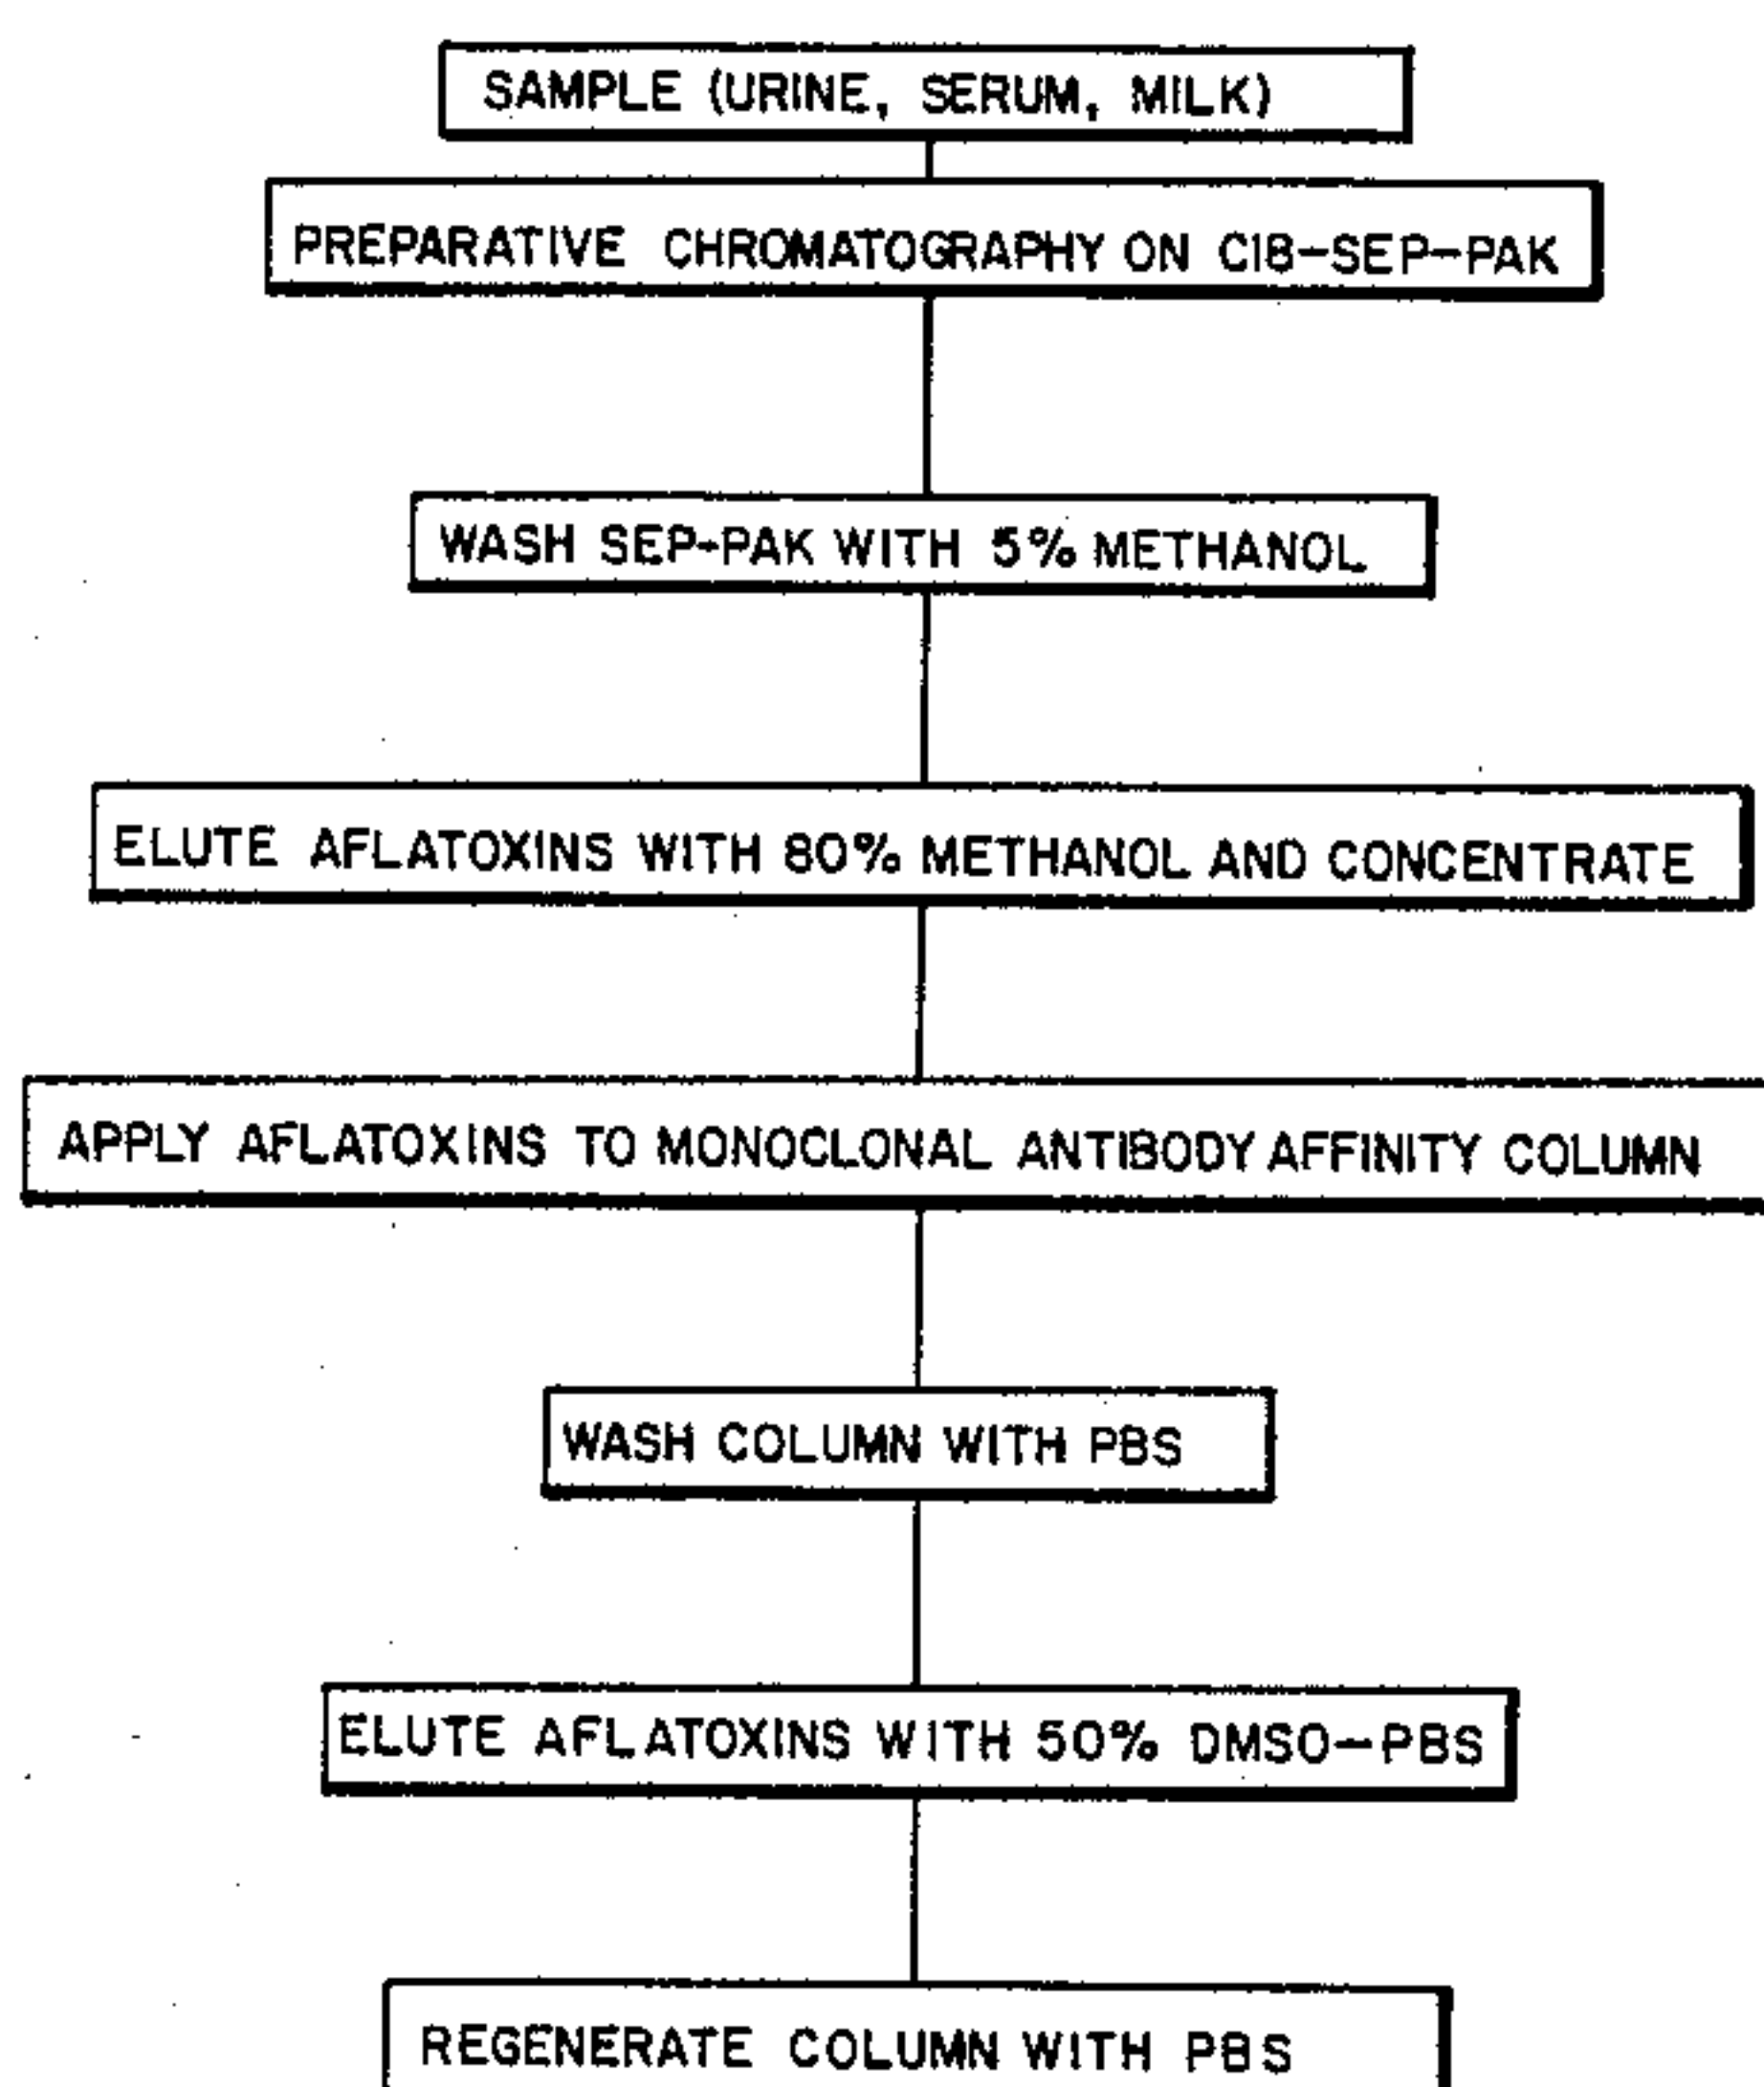 SAMPLE (URINE, SERUM, MILK)
PREPARATIVE CHROMATOGRAPHY ON C18-SEP-PAK
WASH SEP-PAK WITH 5% METHANOL
ELUTE AFLATOXINS WITH 80% METHANOL AND CONCENTRATE
APPLY AFLATOXINS TO MONOCLONAL ANTIBODY AFFINITY COLUMN
WASH COLUMN WITH PBS
ELUTE AFLATOXINS WITH 50% DMSO-PBS
REGENERATE COLUMN WITH PBS